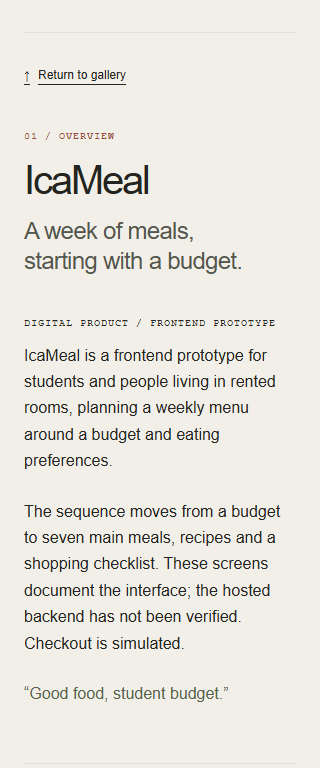 ↑ Return to gallery
01 / OVERVIEW
IcaMeal
A week of meals,
starting with a budget.
DIGITAL PRODUCT / FRONTEND PROTOTYPE
IcaMeal is a frontend prototype for
students and people living in rented
rooms, planning a weekly menu
around a budget and eating
preferences.
The sequence moves from a budget
to seven main meals, recipes and a
shopping checklist. These screens
document the interface; the hosted
backend has not been verified.
Checkout is simulated.
“Good food, student budget.”